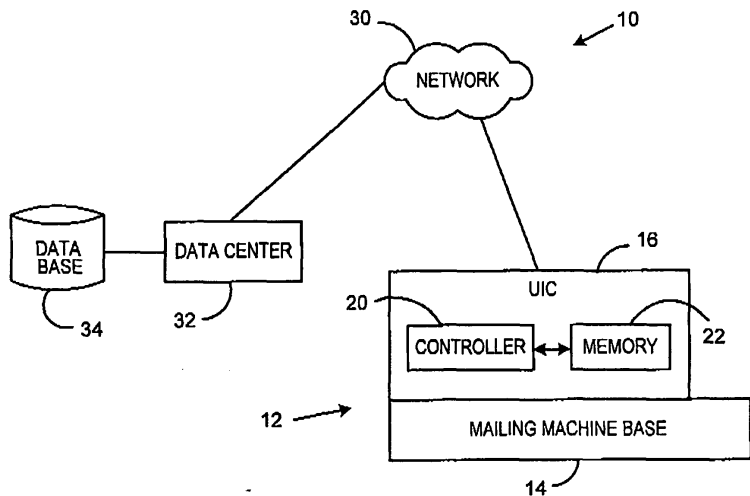 30
10
NETWORK
DATA
BASE
DATA CENTER
34
32
16
UIC
20
22
CONTROLLER
MEMORY
12
MAILING MACHINE BASE
14